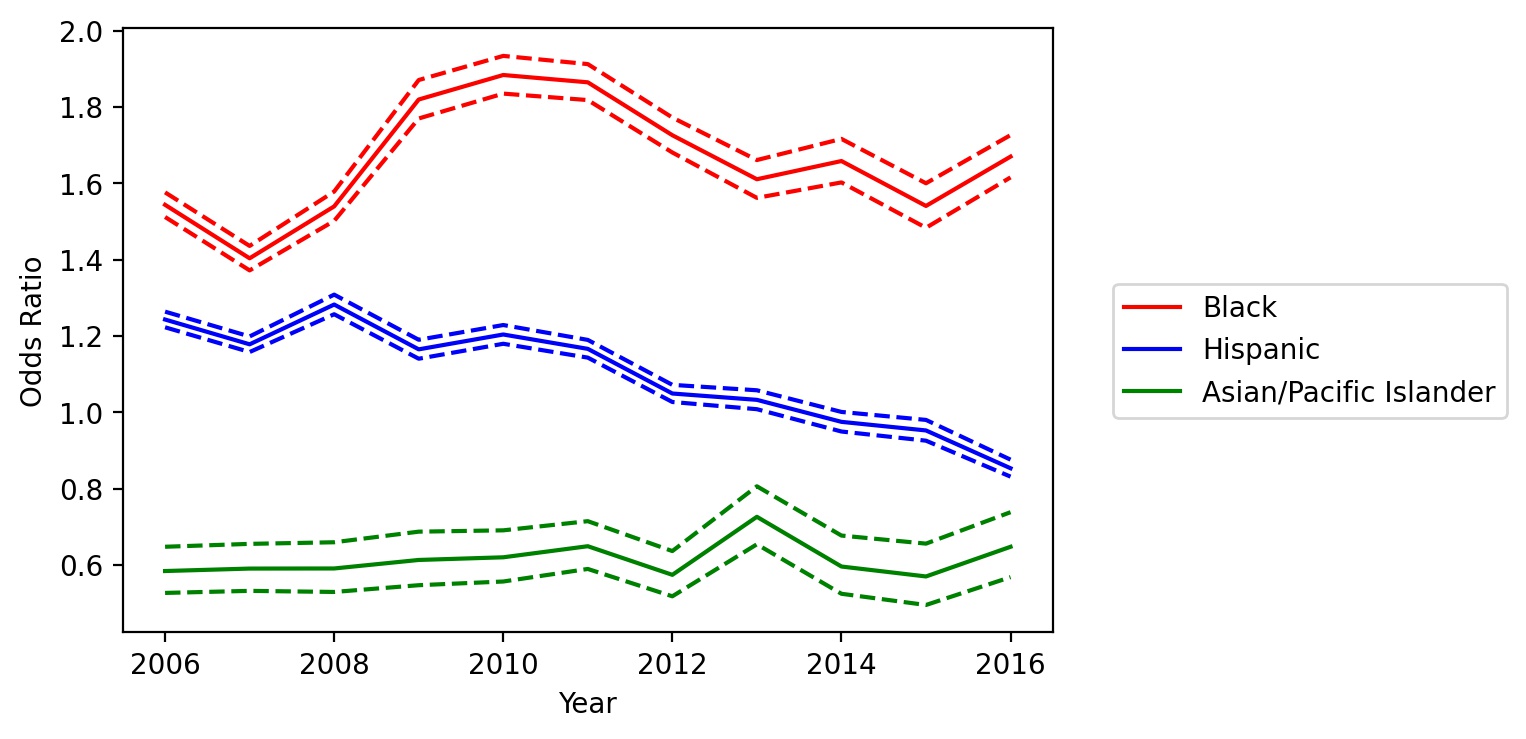 2.0
1.8
1.6
1.4
1.2
1.0
0.8
0.6
Odds Ratio
2006 2008 2010 2012 2014 2016
Year
Black
Hispanic
Asian/Pacific Islander